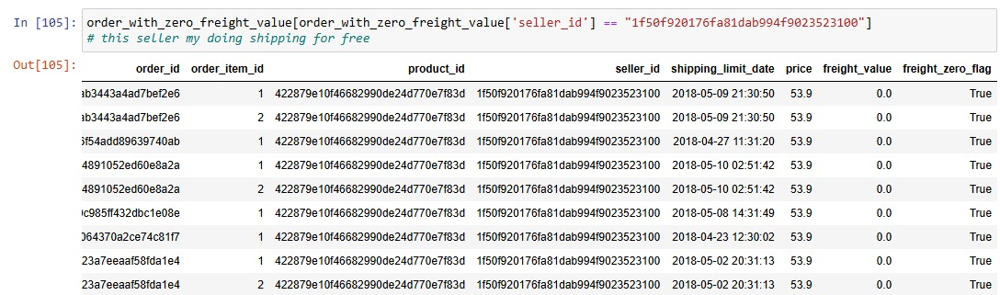 In [105]: order_with_zero_freight_value[order_with_zero_freight_value['seller_id'] == "1f50f920176fa81dab994f9023523100"]
# this seller my doing shipping for free
Out[105]:
order_id order_item_id product_id seller_id shipping_limit_date price freight_value freight_zero_flag
ab3443a4ad7bef2e6 1 422879e10f46682990de24d770e7f83d 1f50f920176fa81dab994f9023523100 2018-05-09 21:30:50 53.9 0.0 True
ab3443a4ad7bef2e6 2 422879e10f46682990de24d770e7f83d 1f50f920176fa81dab994f9023523100 2018-05-09 21:30:50 53.9 0.0 True
6f54add89639740ab 1 422879e10f46682990de24d770e7f83d 1f50f920176fa81dab994f9023523100 2018-04-27 11:31:20 53.9 0.0 True
4891052ed60e8a2a 1 422879e10f46682990de24d770e7f83d 1f50f920176fa81dab994f9023523100 2018-05-10 02:51:42 53.9 0.0 True
4891052ed60e8a2a 2 422879e10f46682990de24d770e7f83d 1f50f920176fa81dab994f9023523100 2018-05-10 02:51:42 53.9 0.0 True
c985ff432dbc1e08e 1 422879e10f46682990de24d770e7f83d 1f50f920176fa81dab994f9023523100 2018-05-08 14:31:49 53.9 0.0 True
064370a2ce74c81f7 1 422879e10f46682990de24d770e7f83d 1f50f920176fa81dab994f9023523100 2018-04-23 12:30:02 53.9 0.0 True
23a7eeaaf58fda1e4 1 422879e10f46682990de24d770e7f83d 1f50f920176fa81dab994f9023523100 2018-05-02 20:31:13 53.9 0.0 True
23a7eeaaf58fda1e4 2 422879e10f46682990de24d770e7f83d 1f50f920176fa81dab994f9023523100 2018-05-02 20:31:13 53.9 0.0 True